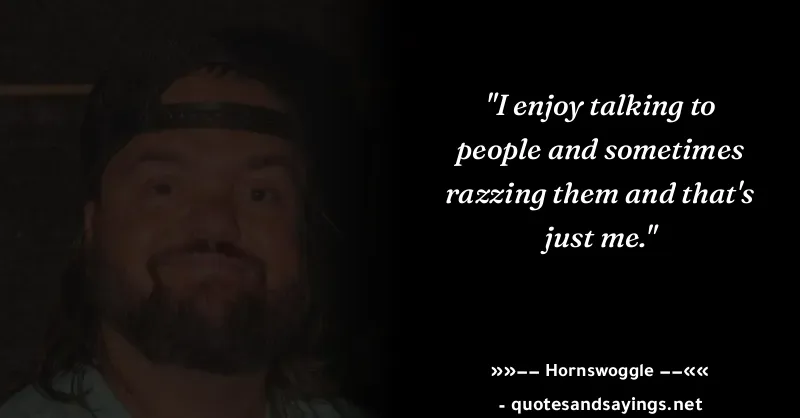 "I enjoy talking to
people and sometimes
razzing them and that's
just me."
»»–– Hornswoggle ––««
- quotesandsayings.net